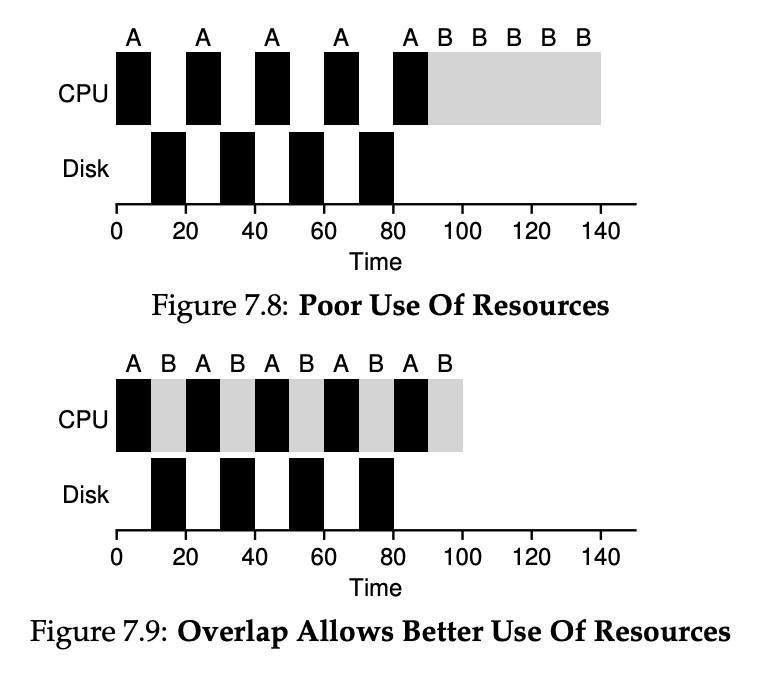 A A A A A B B B B B
CPU
Disk
0 20 40 60 80 100 120 140
Time
Figure 7.8: Poor Use Of Resources
A B A B A B A B A B
CPU
Disk
0 20 40 60 80 100 120 140
Time
Figure 7.9: Overlap Allows Better Use Of Resources